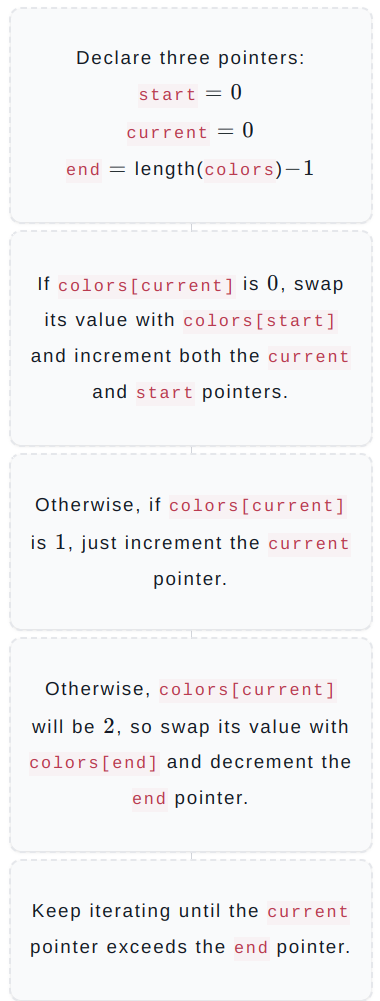 Declare three pointers:
start = 0
current = 0
end = length(colors)−1
If colors[current] is 0, swap
its value with colors[start]
and increment both the current
and start pointers.
Otherwise, if colors[current]
is 1, just increment the current
pointer.
Otherwise, colors[current]
will be 2, so swap its value with
colors[end] and decrement the
end pointer.
Keep iterating until the current
pointer exceeds the end pointer.